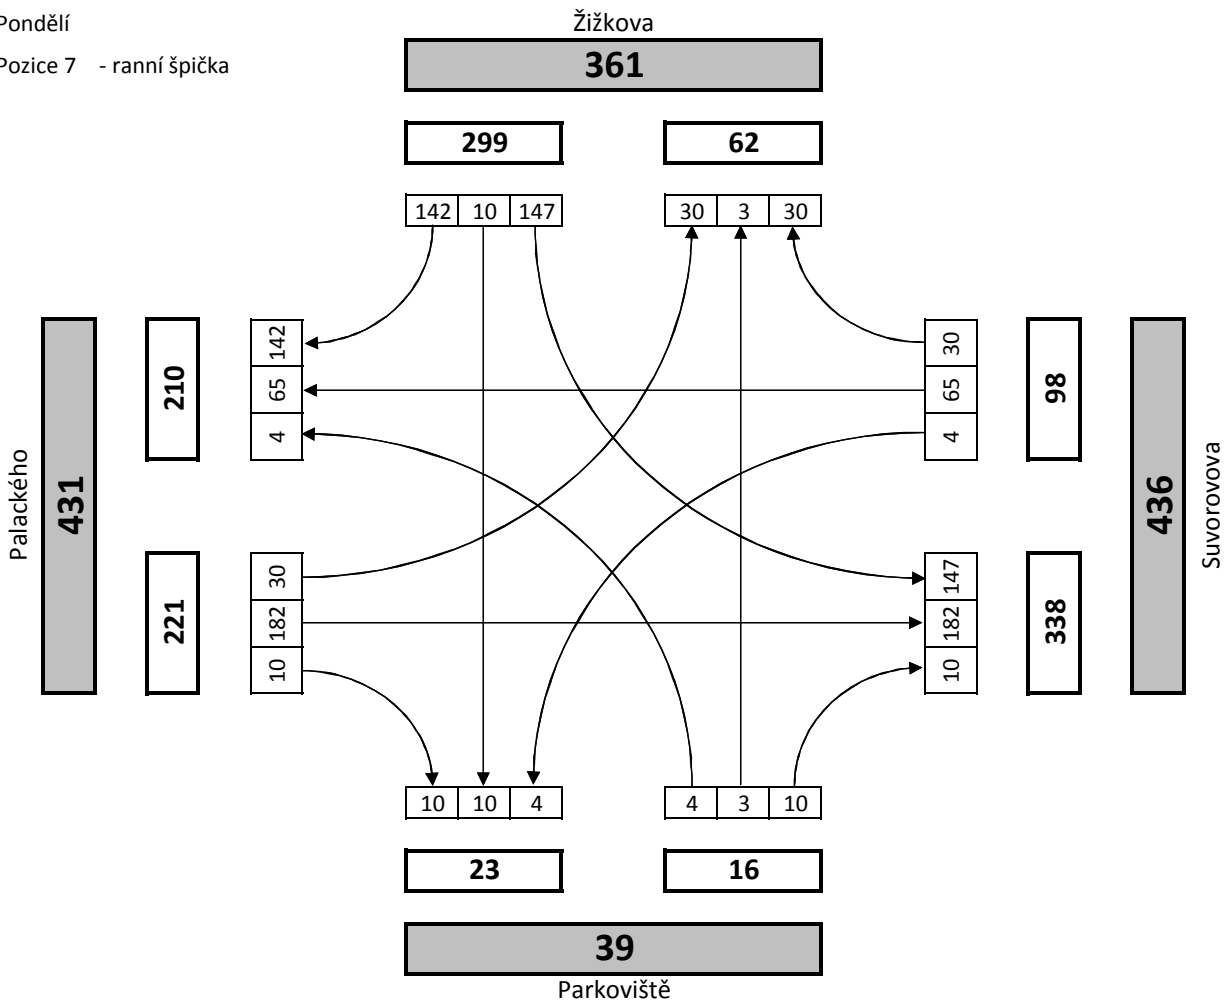 Pondělí
Pozice 7 - ranní špička
Žižkova
361
299 62
142 10 147 30 3 30
Palackého
431
210
142
65
4
221
30
182
10
30
65
4
98
147
182
10
338
436
Suvorovova
10 10 4 4 3 10
23 16
39
Parkoviště